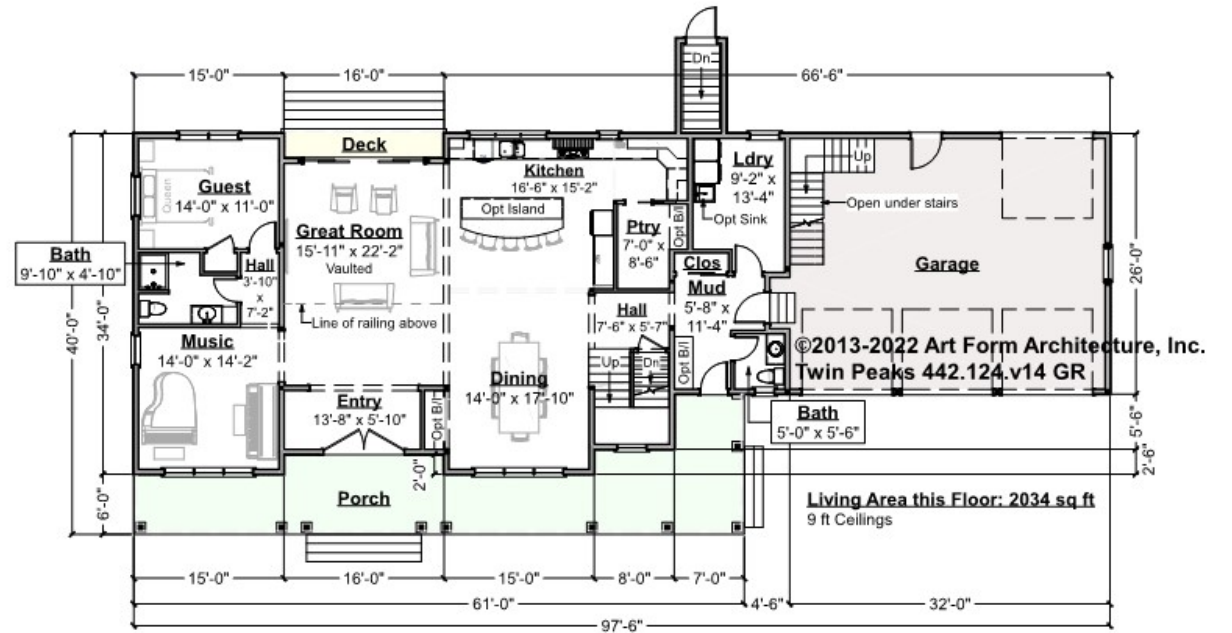 Dn
15'-0"
16'-0"
66'-6"
Deck
Kitchen
16'-6" x 15'-2"
Ldry
9'-2" x
13'-4"
Up
Queen
Guest
14'-0" x 11'-0"
Opt Island
Opt Sink
Open under stairs
Great Room
15'-11" x 22'-2"
Vaulted
Ptry
7'-0" x
8'-6"
Opt B/I
Bath
9'-10" x 4'-10"
Hall
3'-10"
x
7'-2"
Clos
Garage
26'-0"
Mud
5'-8" x
11'-4"
Hall
7'-6" x 5'-7"
40'-0"
34'-0"
Line of railing above
Music
14'-0" x 14'-2"
©2013-2022 Art Form Architecture, Inc.
Twin Peaks 442.124.v14 GR
Up
Dn
Opt B/I
Dining
14'-0" x 17'-10"
Entry
13'-8" x 5'-10"
Opt B/I
Bath
5'-0" x 5'-6"
5'-6"
2'-6"
2'-0"
6'-0"
Porch
Living Area this Floor: 2034 sq ft
9 ft Ceilings
15'-0"
16'-0"
15'-0"
8'-0"
7'-0"
61'-0"
4'-6"
32'-0"
97'-6"